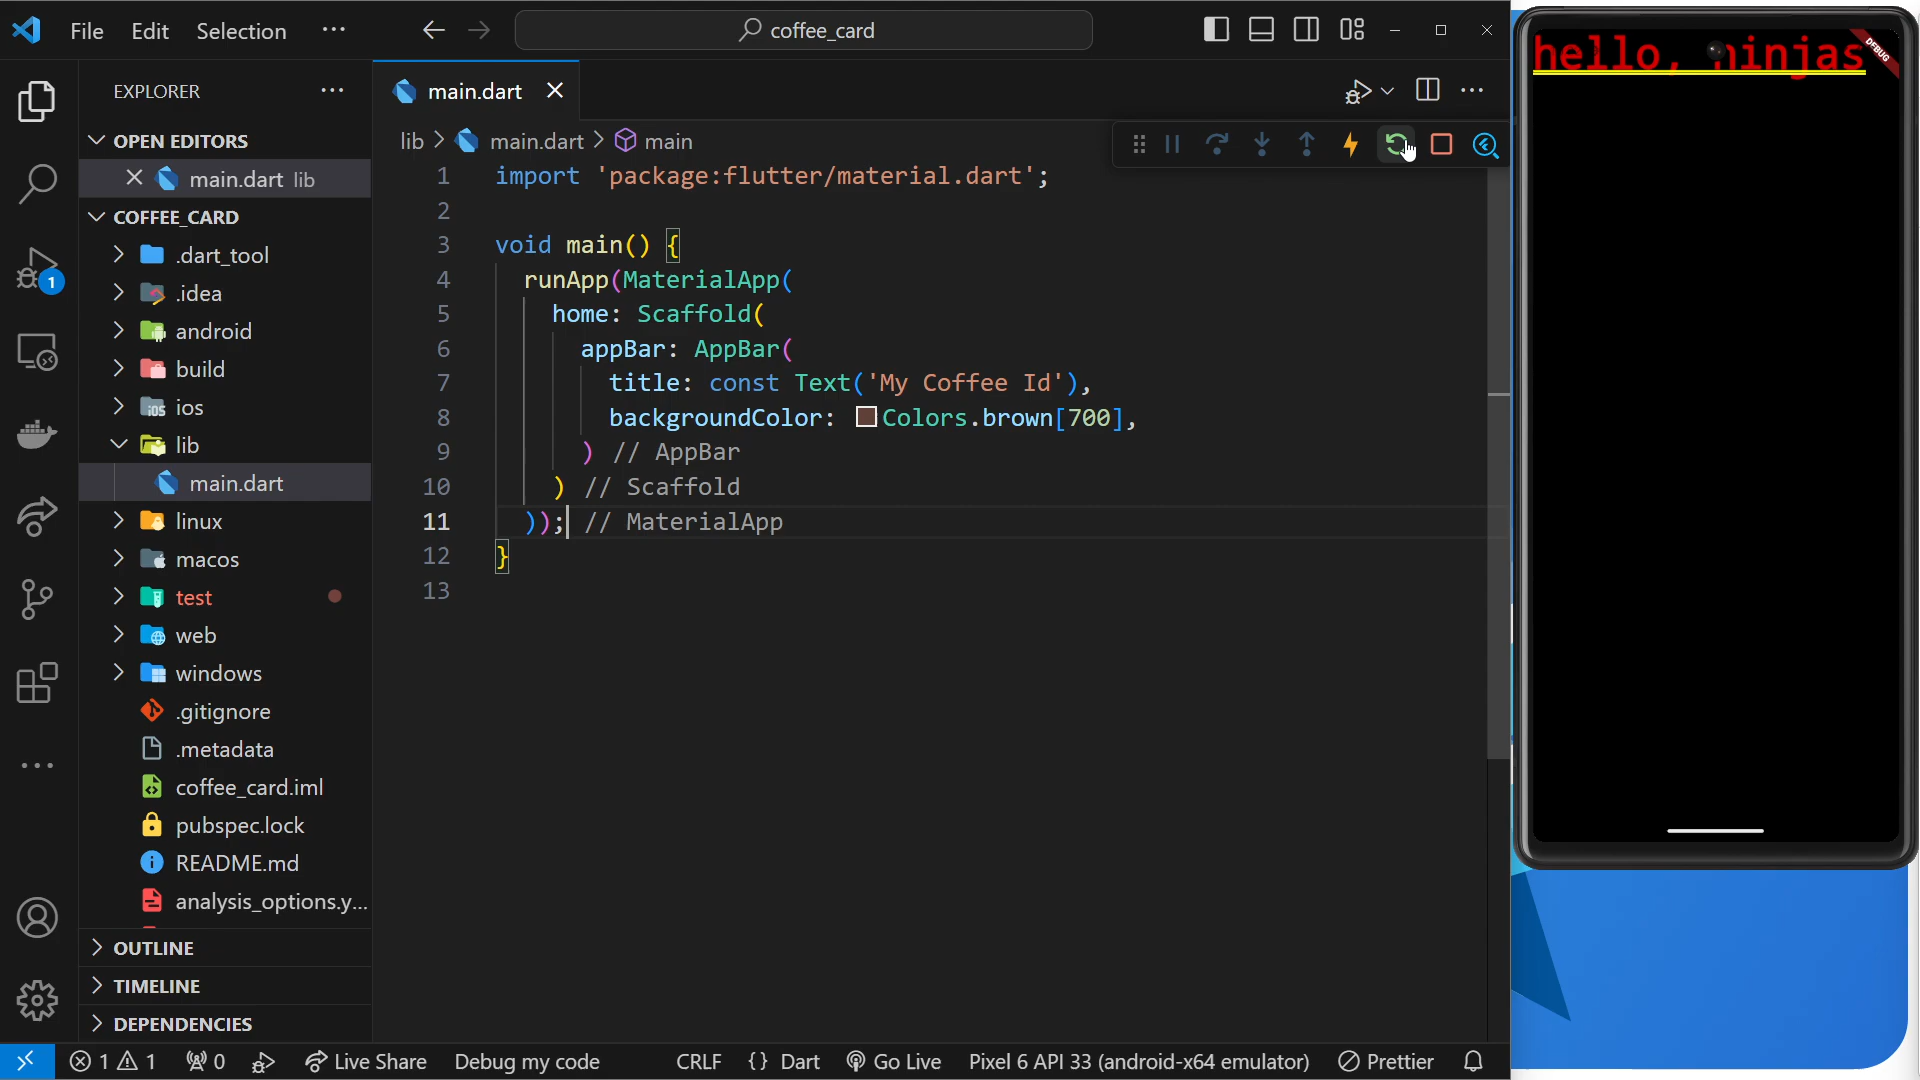 File Edit Selection ··· coffee_card
EXPLORER ···
OPEN EDITORS
main.dart lib
COFFEE_CARD
.dart_tool
.idea
android
build
ios
lib
main.dart
linux
macos
test
web
windows
.gitignore
.metadata
coffee_card.iml
pubspec.lock
README.md
analysis_options.y...
OUTLINE
TIMELINE
DEPENDENCIES
1
main.dart
lib > main.dart > main
1 import 'package:flutter/material.dart';
2
3 void main() {
4 runApp(MaterialApp(
5 home: Scaffold(
6 appBar: AppBar(
7 title: const Text('My Coffee Id'),
8 backgroundColor: Colors.brown[700],
9 ) // AppBar
10 ) // Scaffold
11 )); // MaterialApp
12 }
13
hello, ninjas
DEBUG
1 1 0 Live Share Debug my code CRLF {} Dart Go Live Pixel 6 API 33 (android-x64 emulator) Prettier